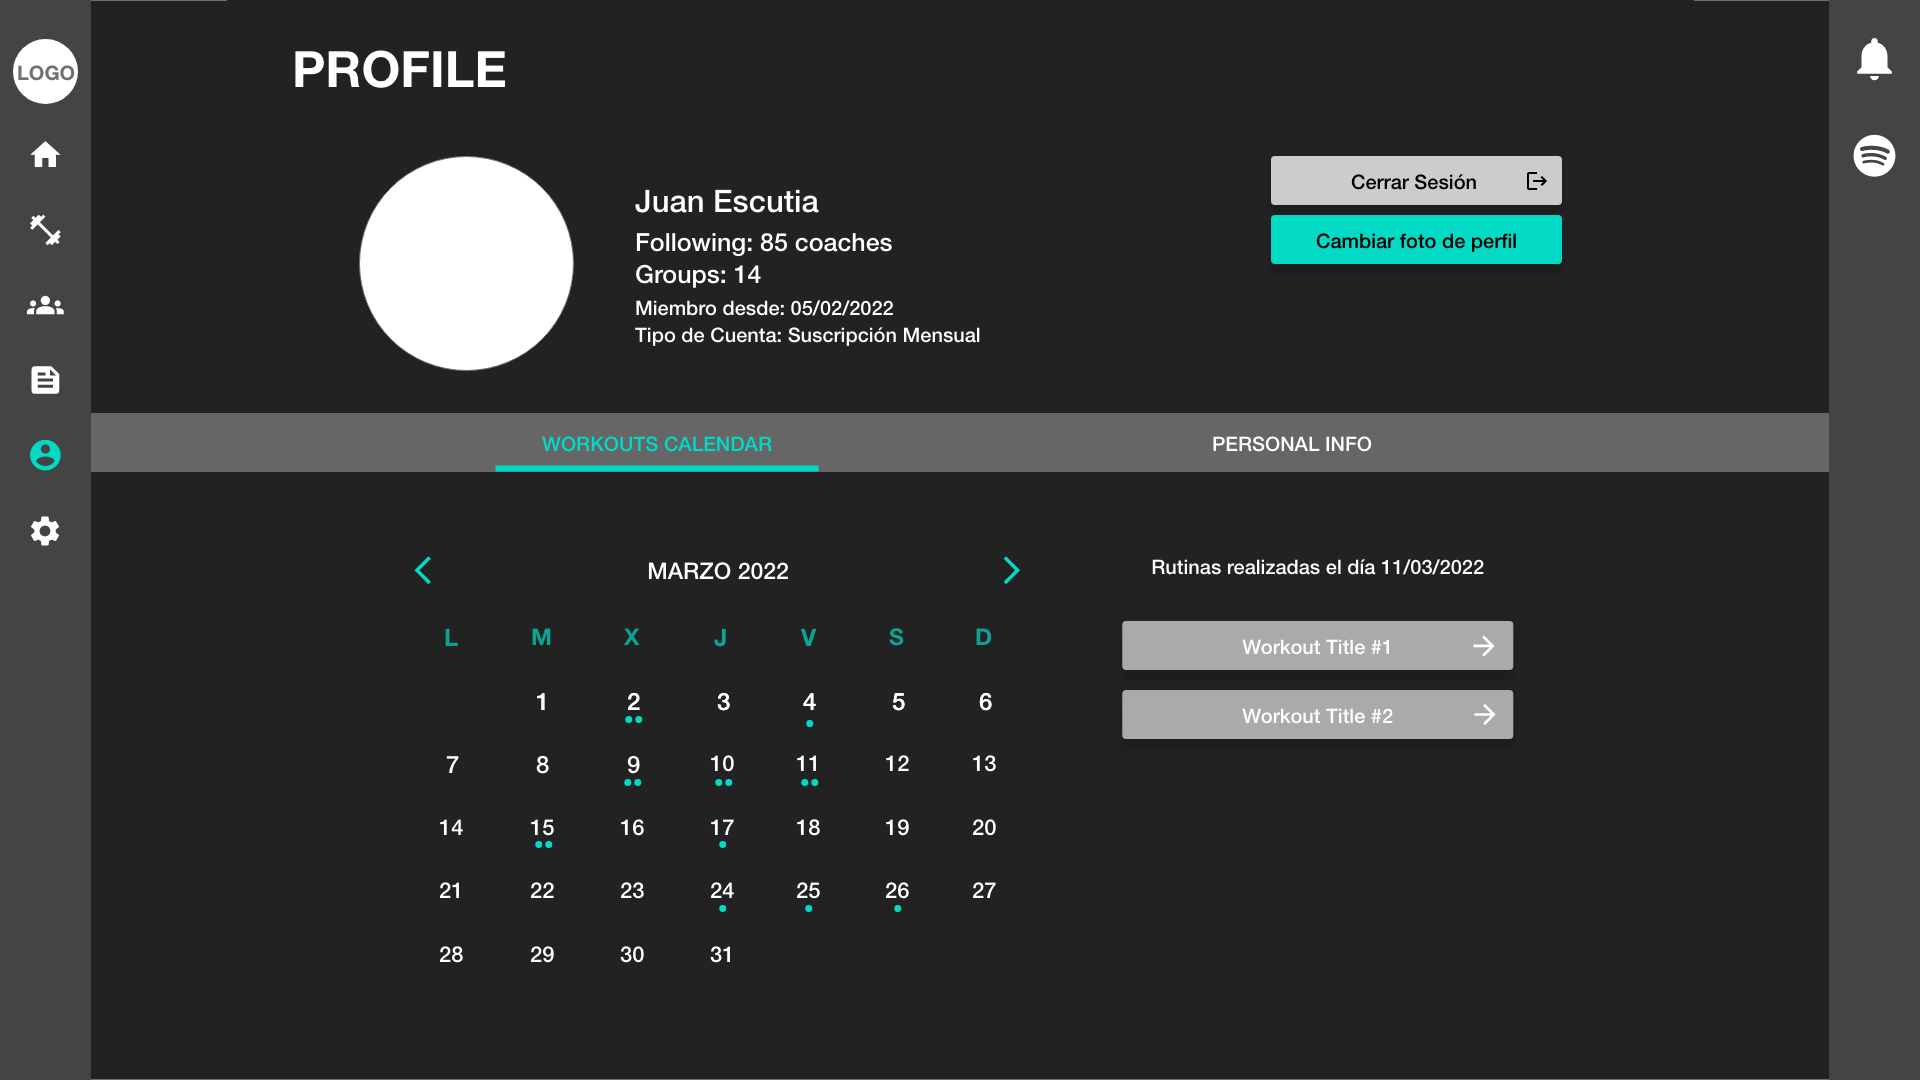 LOGO
PROFILE
Juan Escutia
Following: 85 coaches
Groups: 14
Miembro desde: 05/02/2022
Tipo de Cuenta: Suscripción Mensual
Cerrar Sesión
Cambiar foto de perfil
WORKOUTS CALENDAR
PERSONAL INFO
MARZO 2022
L M X J V S D
1 2 3 4 5 6
7 8 9 10 11 12 13
14 15 16 17 18 19 20
21 22 23 24 25 26 27
28 29 30 31
Rutinas realizadas el día 11/03/2022
Workout Title #1
Workout Title #2